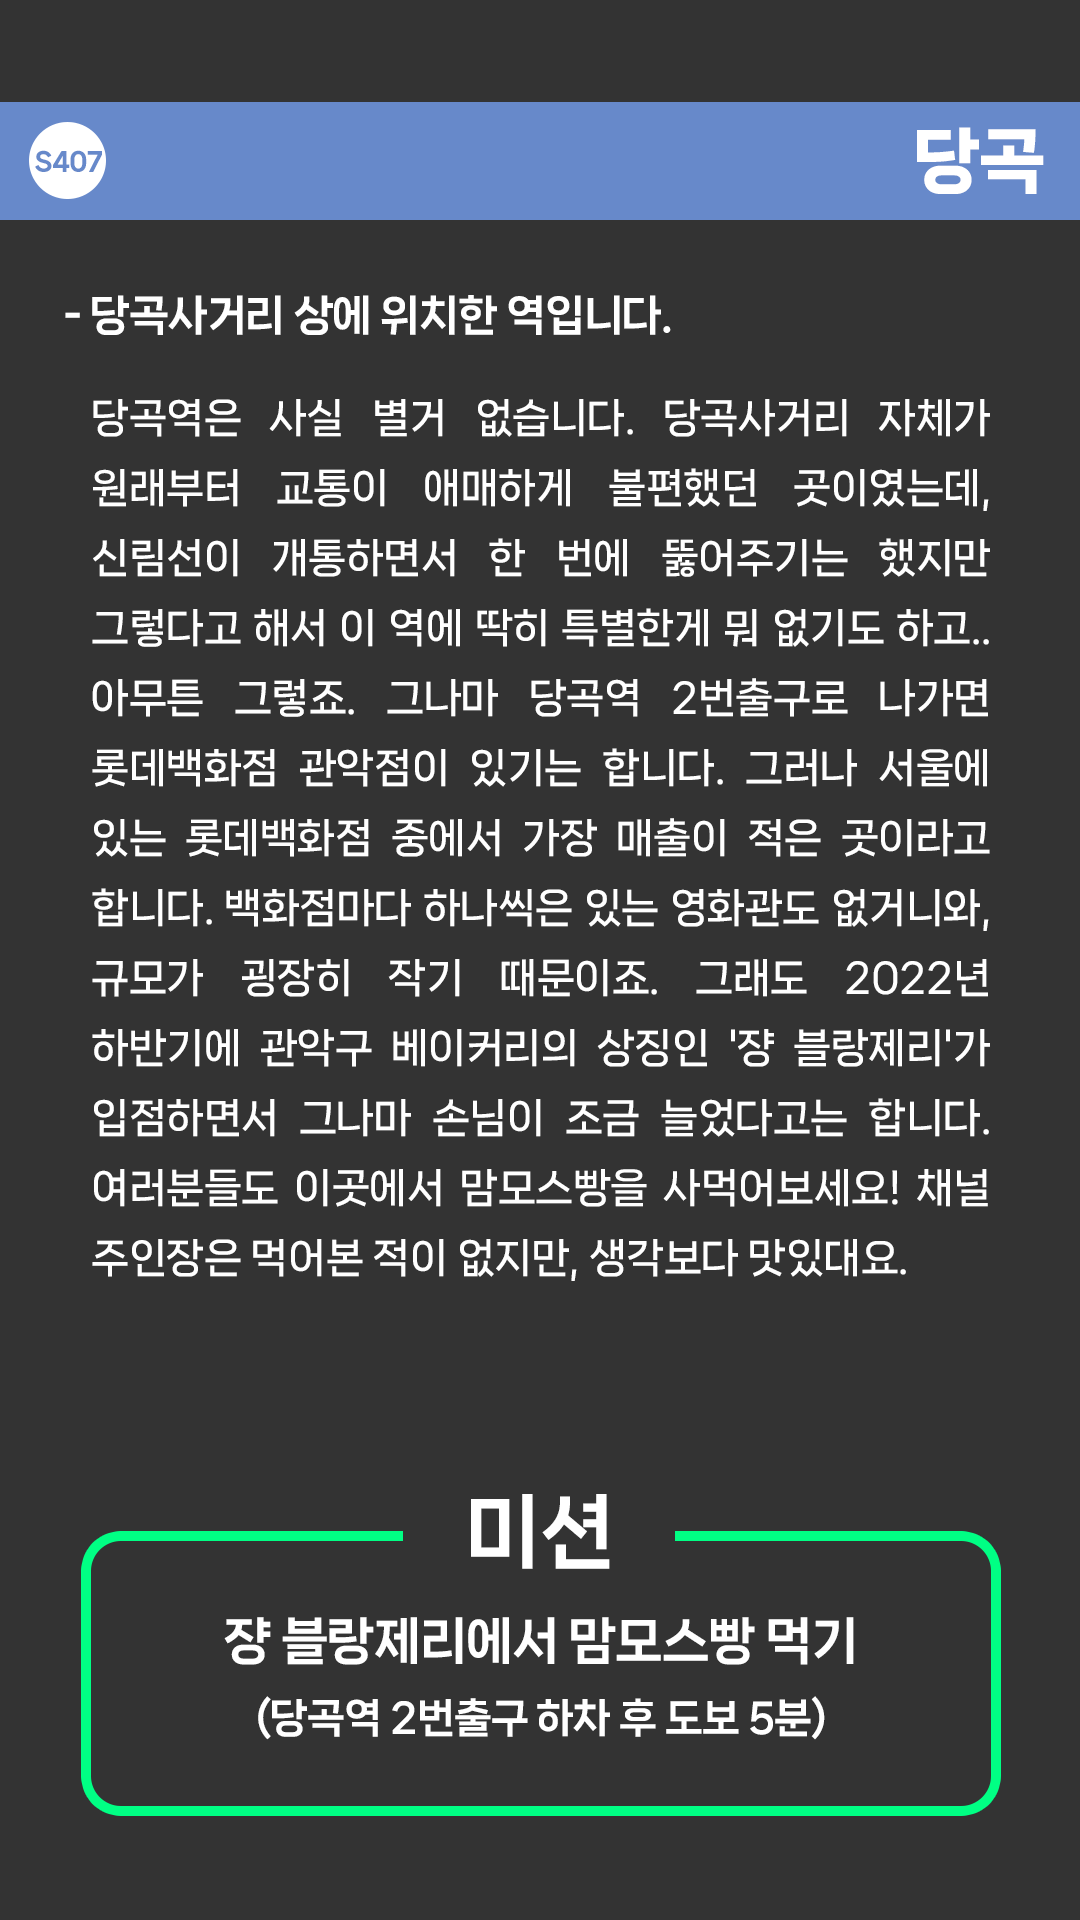 S407
당곡
- 당곡사거리 상에 위치한 역입니다.
당곡역은 사실 별거 없습니다. 당곡사거리 자체가
원래부터 교통이 애매하게 불편했던 곳이였는데,
신림선이 개통하면서 한 번에 뚫어주기는 했지만
그렇다고 해서 이 역에 딱히 특별한게 뭐 없기도 하고..
아무튼 그렇죠. 그나마 당곡역 2번출구로 나가면
롯데백화점 관악점이 있기는 합니다. 그러나 서울에
있는 롯데백화점 중에서 가장 매출이 적은 곳이라고
합니다. 백화점마다 하나씩은 있는 영화관도 없거니와,
규모가 굉장히 작기 때문이죠. 그래도 2022년
하반기에 관악구 베이커리의 상징인 '쟝 블랑제리'가
입점하면서 그나마 손님이 조금 늘었다고는 합니다.
여러분들도 이곳에서 맘모스빵을 사먹어보세요! 채널
주인장은 먹어본 적이 없지만, 생각보다 맛있대요.
미션
쟝 블랑제리에서 맘모스빵 먹기
(당곡역 2번출구 하차 후 도보 5분)